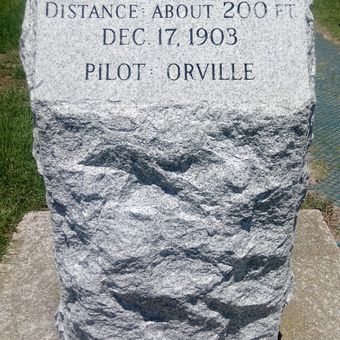 DISTANCE: ABOUT 200 FT.
DEC. 17, 1903
PILOT: ORVILLE